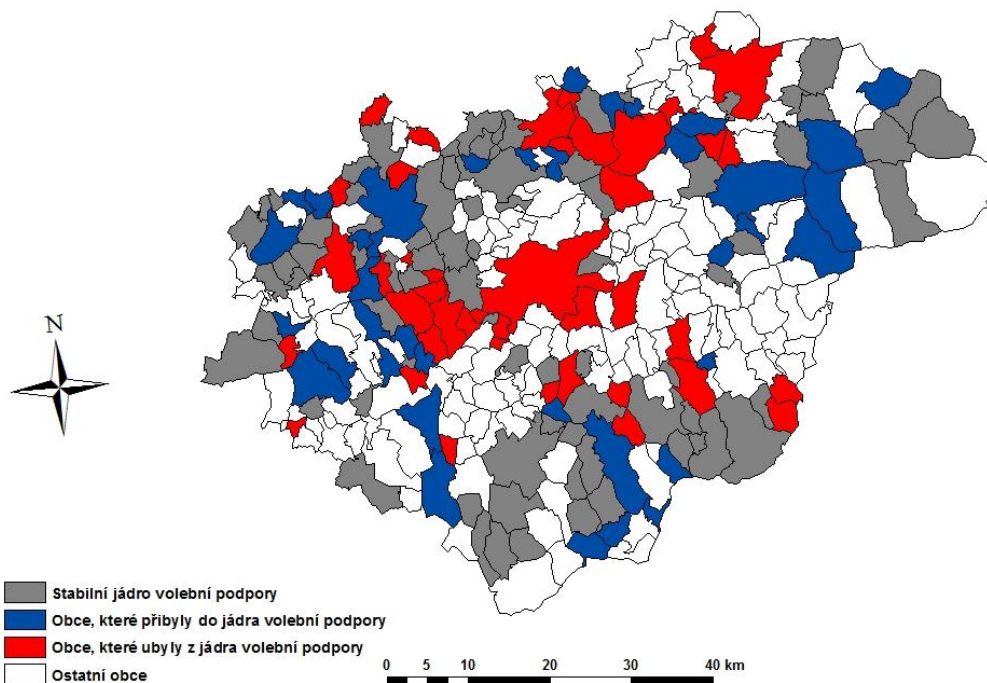 N
Stabilní jádro volební podpory
Obce, které přibyly do jádra volební podpory
Obce, které ubyly z jádra volební podpory
Ostatní obce
0 5 10 20 30 40 km